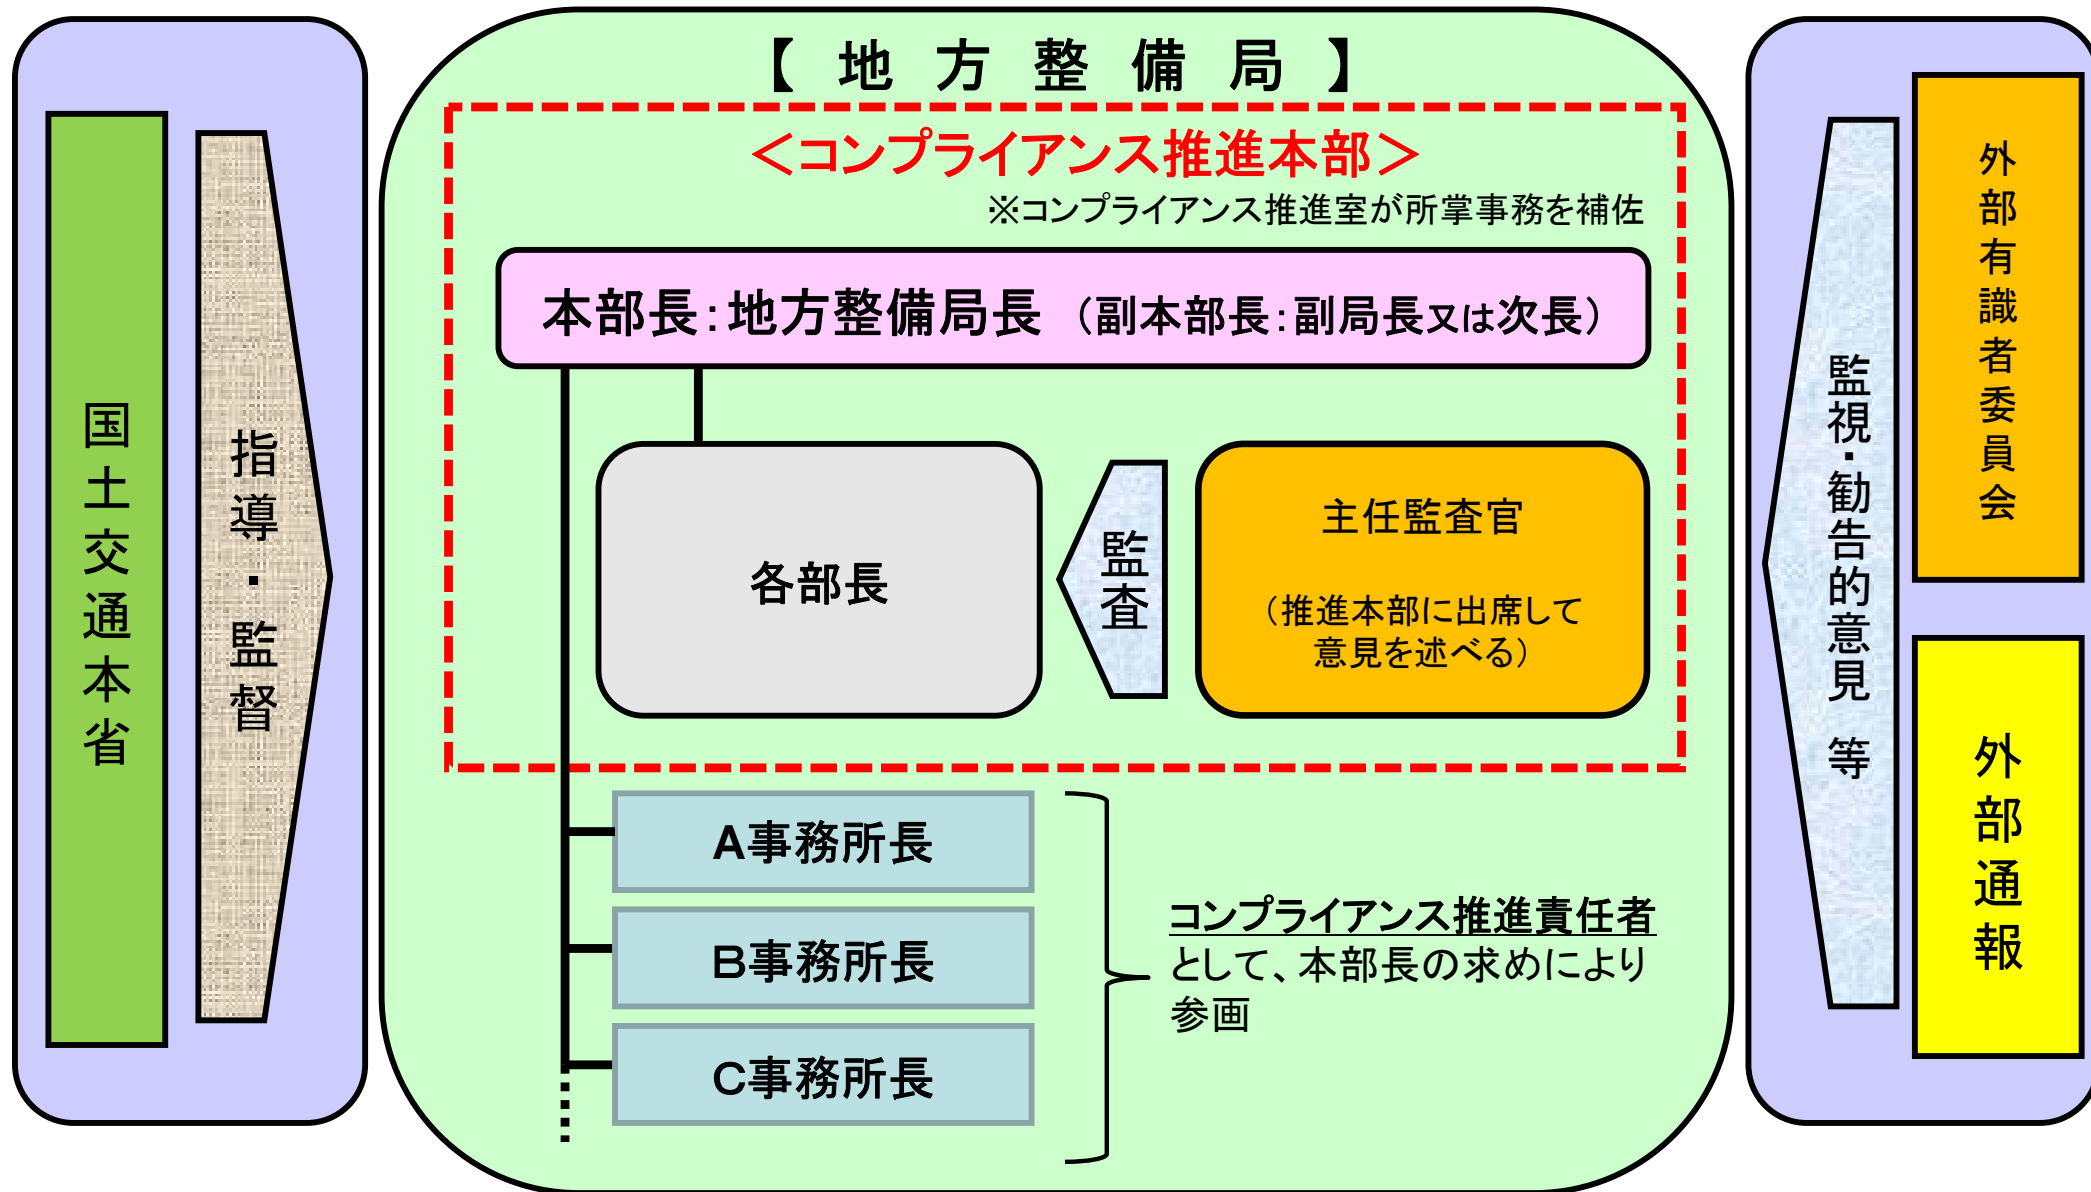 【 地 方 整 備 局 】
＜コンプライアンス推進本部＞
※コンプライアンス推進室が所掌事務を補佐
本部長：地方整備局長 （副本部長：副局長又は次長）
各部長
監査
主任監査官
（推進本部に出席して
意見を述べる）
A事務所長
B事務所長
C事務所長
コンプライアンス推進責任者
として、本部長の求めにより
参画
国土交通本省
指導・監督
監視・勧告的意見 等
外部有識者委員会
外部通報